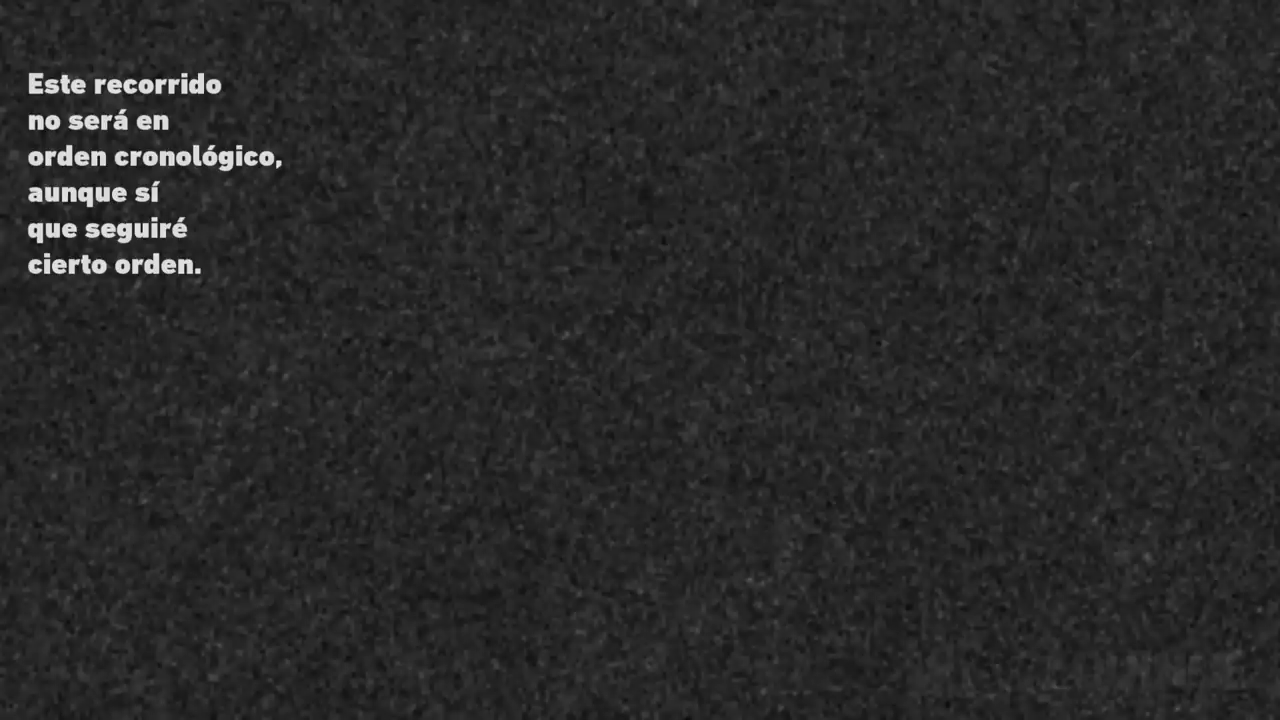 Este recorrido
no será en
orden cronológico,
aunque sí
que seguiré
cierto orden.